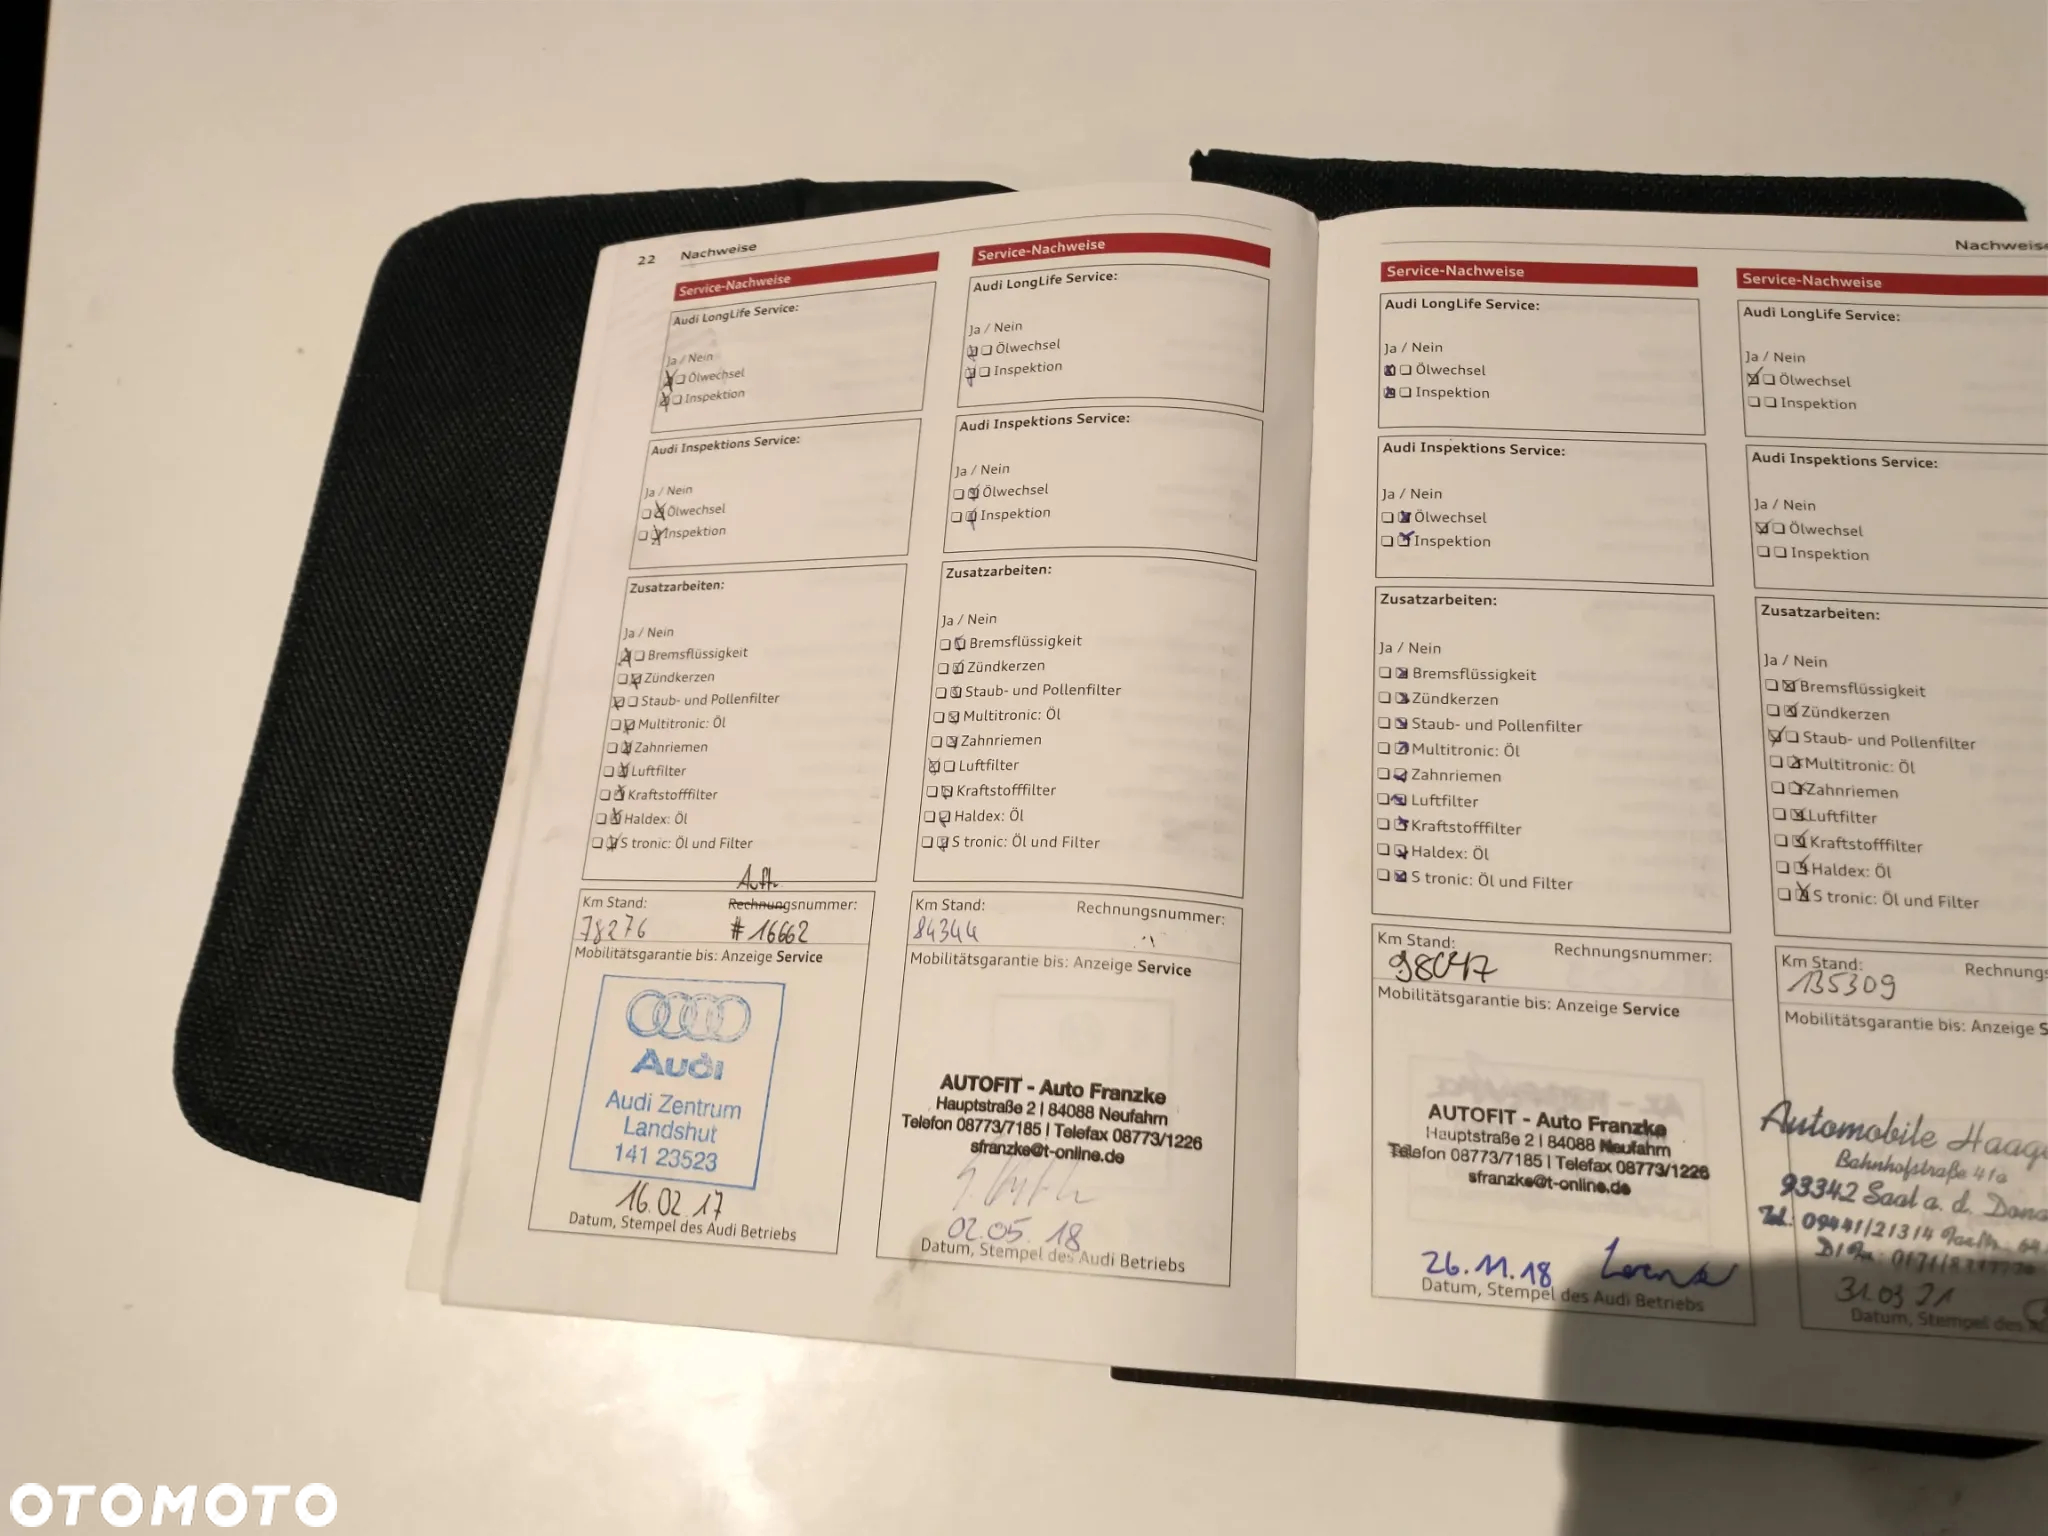 22 Nachweise
Service-Nachweise
Audi LongLife Service:
Ja / Nein
Ölwechsel
Inspektion
Audi Inspektions Service:
Ja / Nein
Ölwechsel
Inspektion
Zusatzarbeiten:
Ja / Nein
Bremsflüssigkeit
Zündkerzen
Staub- und Pollenfilter
Multitronic: Öl
Zahnriemen
Luftfilter
Kraftstofffilter
Haldex: Öl
S tronic: Öl und Filter
Auft.
Km Stand: Rechnungsnummer:
78276 #16662
Mobilitätsgarantie bis: Anzeige Service
Audi
Audi Zentrum
Landshut
141 23523
16.02.17
Datum, Stempel des Audi Betriebs
Service-Nachweise
Audi LongLife Service:
Ja / Nein
Ölwechsel
Inspektion
Audi Inspektions Service:
Ja / Nein
Ölwechsel
Inspektion
Zusatzarbeiten:
Ja / Nein
Bremsflüssigkeit
Zündkerzen
Staub- und Pollenfilter
Multitronic: Öl
Zahnriemen
Luftfilter
Kraftstofffilter
Haldex: Öl
S tronic: Öl und Filter
Km Stand: Rechnungsnummer:
84344
Mobilitätsgarantie bis: Anzeige Service
AUTOFIT - Auto Franzke
Hauptstraße 2 | 84088 Neufahrn
Telefon 08773/7185 | Telefax 08773/1226
sfranzke@t-online.de
02.05.18
Datum, Stempel des Audi Betriebs
Nachweise
Service-Nachweise
Audi LongLife Service:
Ja / Nein
Ölwechsel
Inspektion
Audi Inspektions Service:
Ja / Nein
Ölwechsel
Inspektion
Zusatzarbeiten:
Ja / Nein
Bremsflüssigkeit
Zündkerzen
Staub- und Pollenfilter
Multitronic: Öl
Zahnriemen
Luftfilter
Kraftstofffilter
Haldex: Öl
S tronic: Öl und Filter
Km Stand: Rechnungsnummer:
98047
Mobilitätsgarantie bis: Anzeige Service
AUTOFIT - Auto Franzke
Hauptstraße 2 | 84088 Neufahrn
Telefon 08773/7185 | Telefax 08773/1226
sfranzke@t-online.de
26.11.18
Datum, Stempel des Audi Betriebs
Service-Nachweise
Audi LongLife Service:
Ja / Nein
Ölwechsel
Inspektion
Audi Inspektions Service:
Ja / Nein
Ölwechsel
Inspektion
Zusatzarbeiten:
Ja / Nein
Bremsflüssigkeit
Zündkerzen
Staub- und Pollenfilter
Multitronic: Öl
Zahnriemen
Luftfilter
Kraftstofffilter
Haldex: Öl
S tronic: Öl und Filter
Km Stand: Rechnungs
135309
Mobilitätsgarantie bis: Anzeige S
Automobile Haag
Bahnhofstraße 41a
93342 Saal a. d. Dona
Tel.: 09441/21314
31.03 21
Datum, Stempel des
OTOMOTO